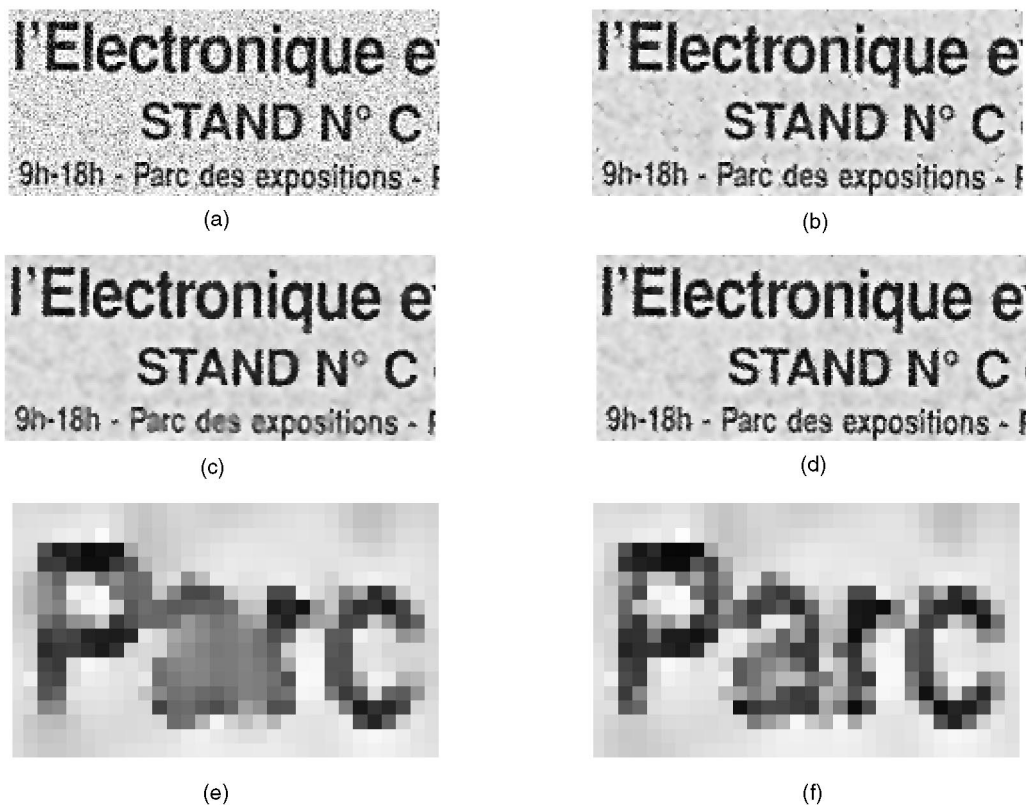 l'Electronique e
STAND N° C
9h-18h - Parc des expositions -
(a)
l'Electronique e
STAND N° C
9h-18h - Parc des expositions -
(b)
l'Electronique e
STAND N° C
9h-18h - Parc des expositions -
(c)
l'Electronique e
STAND N° C
9h-18h - Parc des expositions -
(d)
Parc
(e)
Parc
(f)